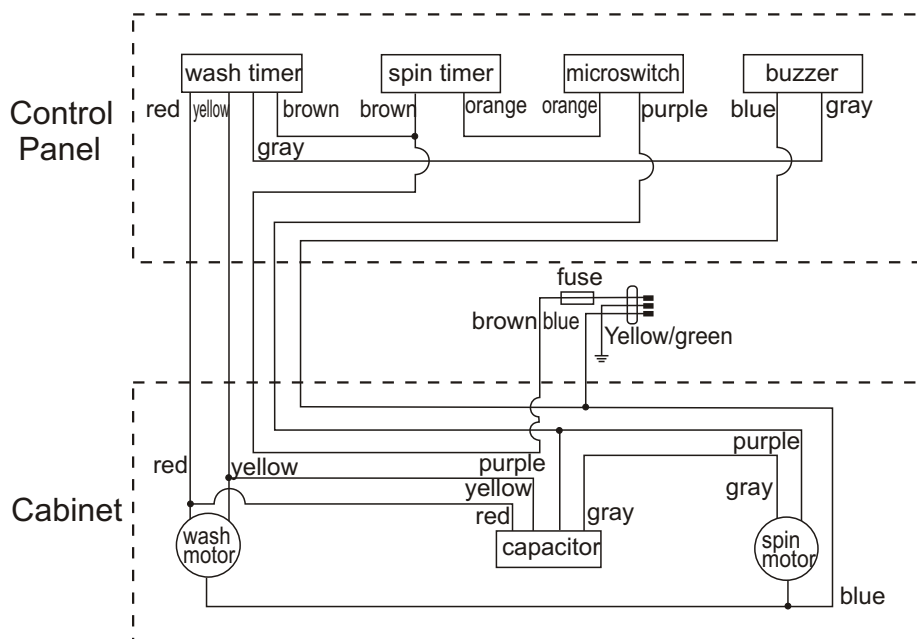 Control
Panel
wash timer
spin timer
microswitch
buzzer
red
yellow
brown
brown
orange
orange
purple
blue
gray
gray
fuse
brown
blue
Yellow/green
Cabinet
red
yellow
purple
yellow
red
gray
purple
gray
wash
motor
capacitor
spin
motor
blue